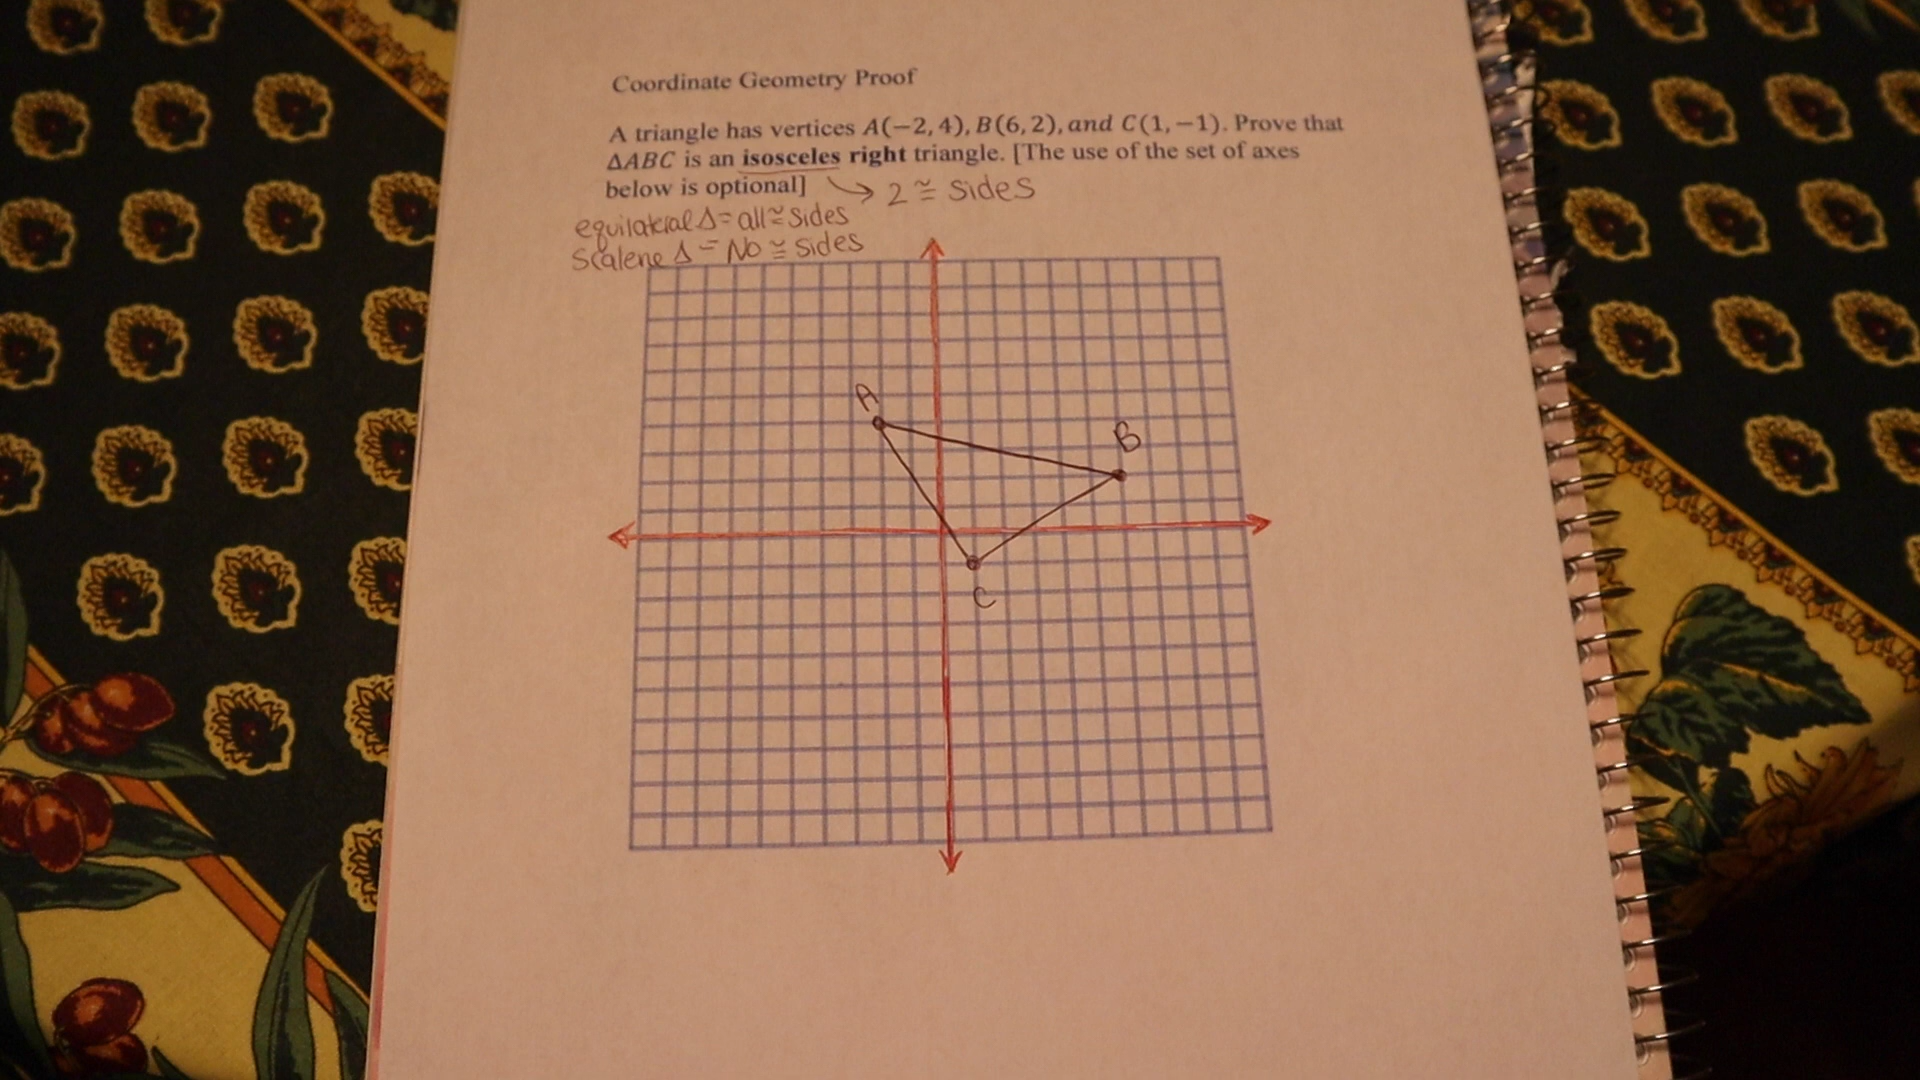 Coordinate Geometry Proof
A triangle has vertices A(−2, 4), B(6, 2), and C(1, −1). Prove that
ΔABC is an isosceles right triangle. [The use of the set of axes
below is optional] → 2 ≅ sides
equilateral Δ = all ≅ sides
Scalene Δ = No ≅ sides
A
B
C